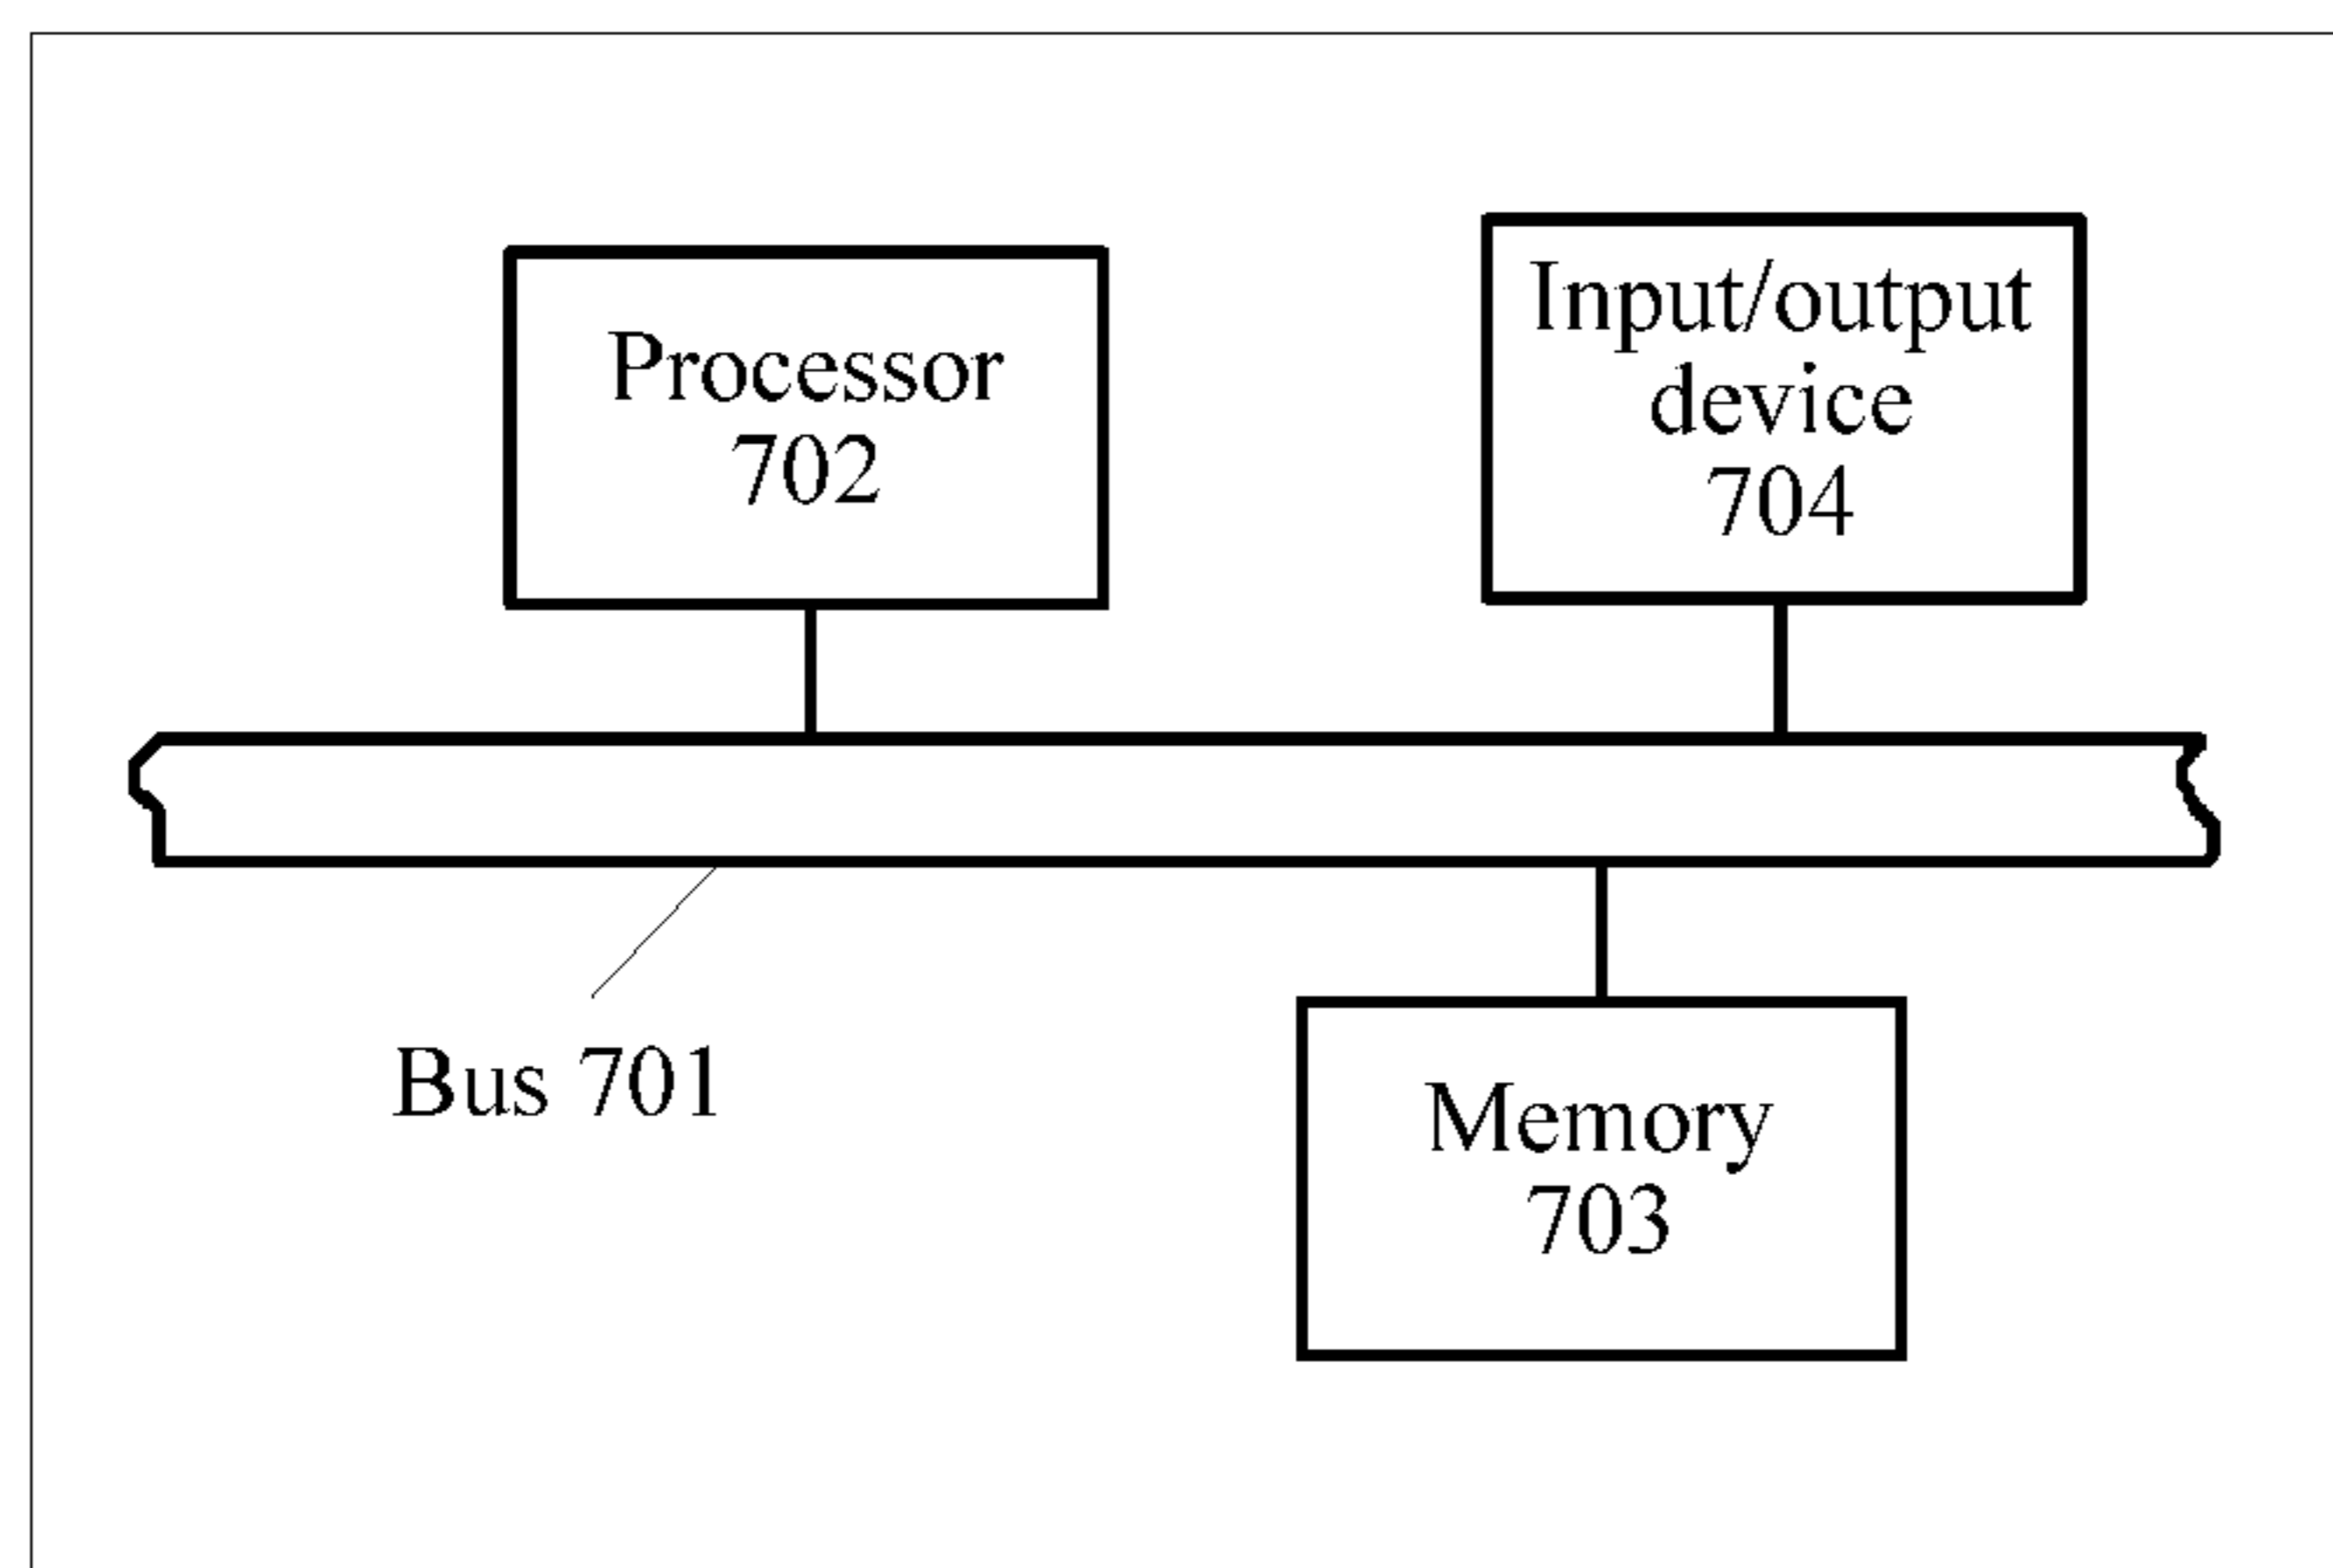 Processor
702
Input/output
device
704
Bus 701
Memory
703